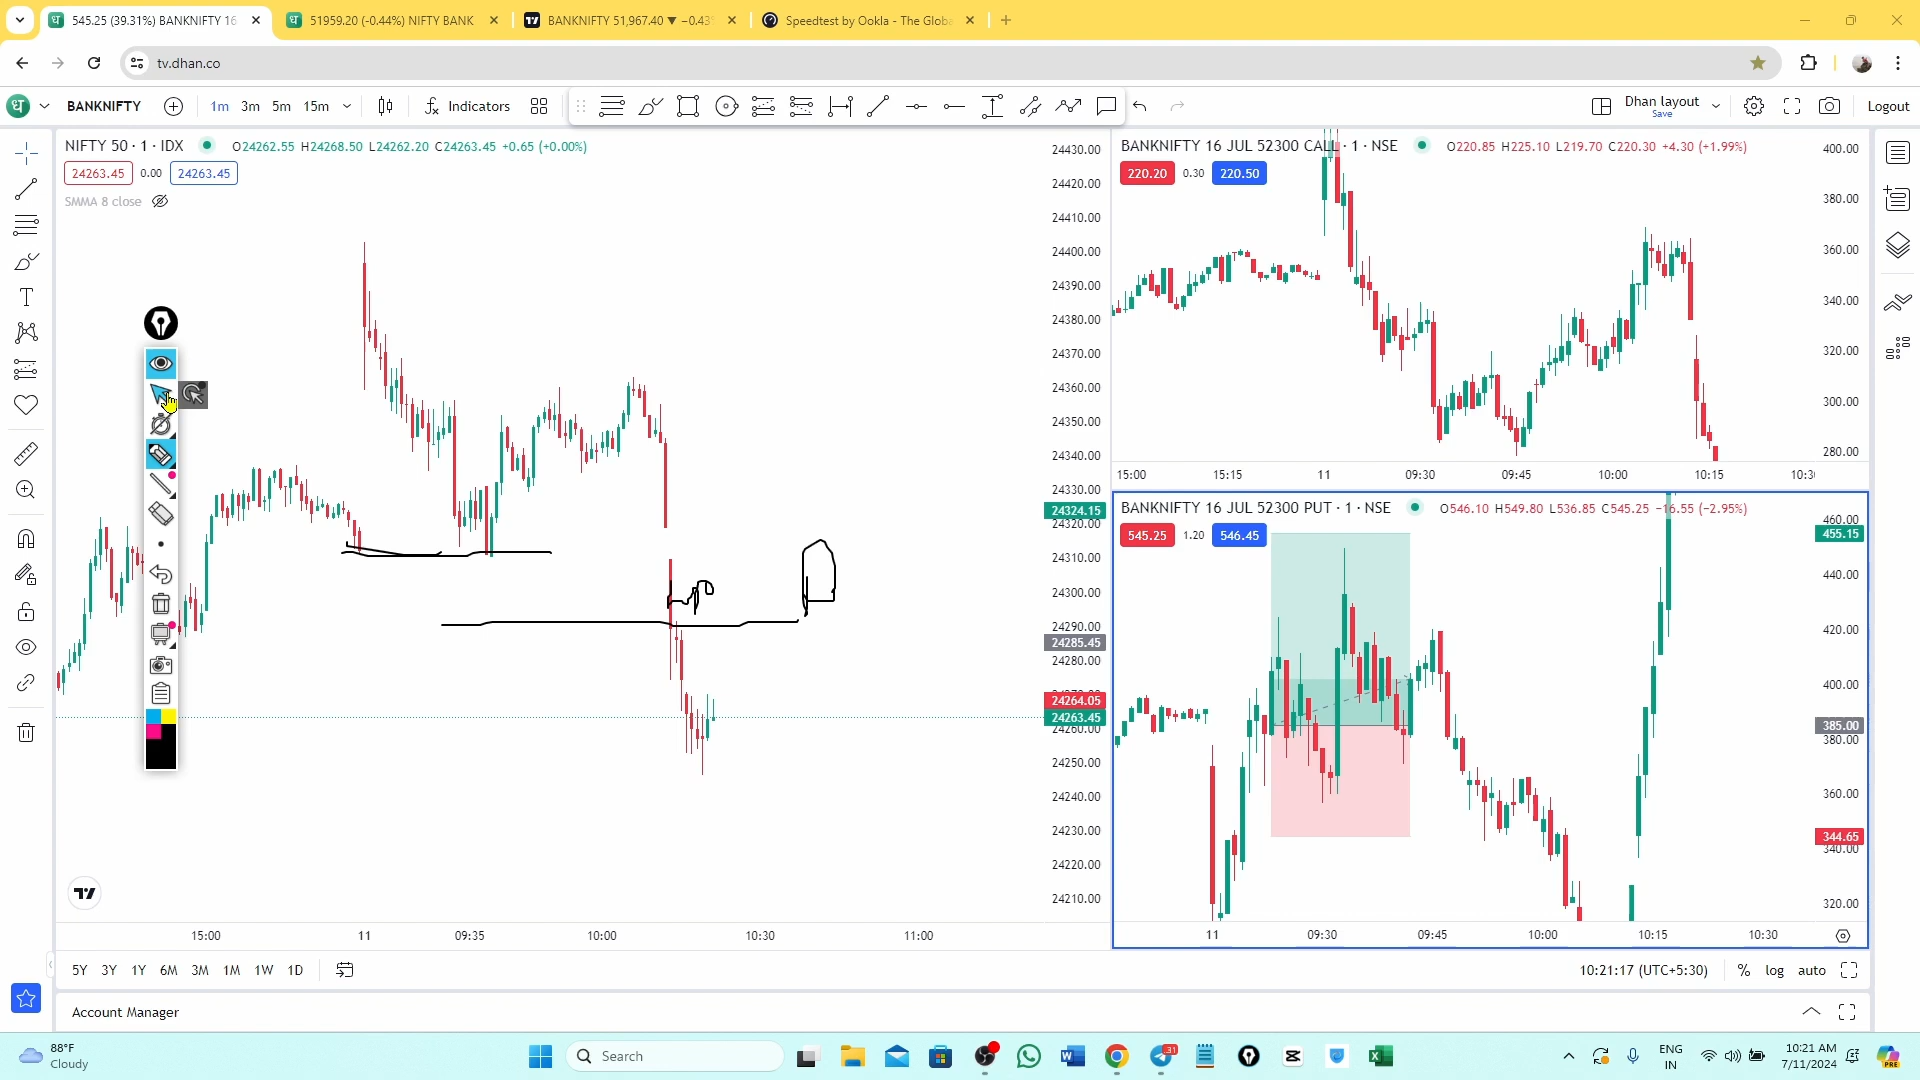 545.25 (39.31%) BANKNIFTY 16
51959.20 (-0.44%) NIFTY BANK
BANKNIFTY 51,967.40 ▼ −0.43
Speedtest by Ookla - The Globa
tv.dhan.co
BANKNIFTY
1m 3m 5m 15m
Indicators
Dhan layout
Save
Logout
NIFTY 50 · 1 · IDX
O24262.55 H24268.50 L24262.20 C24263.45 +0.65 (+0.00%)
24263.45 0.00 24263.45
SMMA 8 close
24430.00
24420.00
24410.00
24400.00
24390.00
24380.00
24370.00
24360.00
24350.00
24340.00
24330.00
24324.15
24320.00
24310.00
24300.00
24290.00
24285.45
24280.00
24264.05
24263.45
24260.00
24250.00
24240.00
24230.00
24220.00
24210.00
15:00 11 09:35 10:00 10:30 11:00
BANKNIFTY 16 JUL 52300 CALL · 1 · NSE
O220.85 H225.10 L219.70 C220.30 +4.30 (+1.99%)
220.20 0.30 220.50
400.00
380.00
360.00
340.00
320.00
300.00
280.00
15:00 15:15 11 09:30 09:45 10:00 10:15 10:3
BANKNIFTY 16 JUL 52300 PUT · 1 · NSE
O546.10 H549.80 L536.85 C545.25 −16.55 (−2.95%)
545.25 1.20 546.45
460.00
455.15
440.00
420.00
400.00
385.00
380.00
360.00
344.65
340.00
320.00
11 09:30 09:45 10:00 10:15 10:30
5Y 3Y 1Y 6M 3M 1M 1W 1D
10:21:17 (UTC+5:30) % log auto
Account Manager
88°F
Cloudy
Search
31
ENG
IN
10:21 AM
7/11/2024
PRE